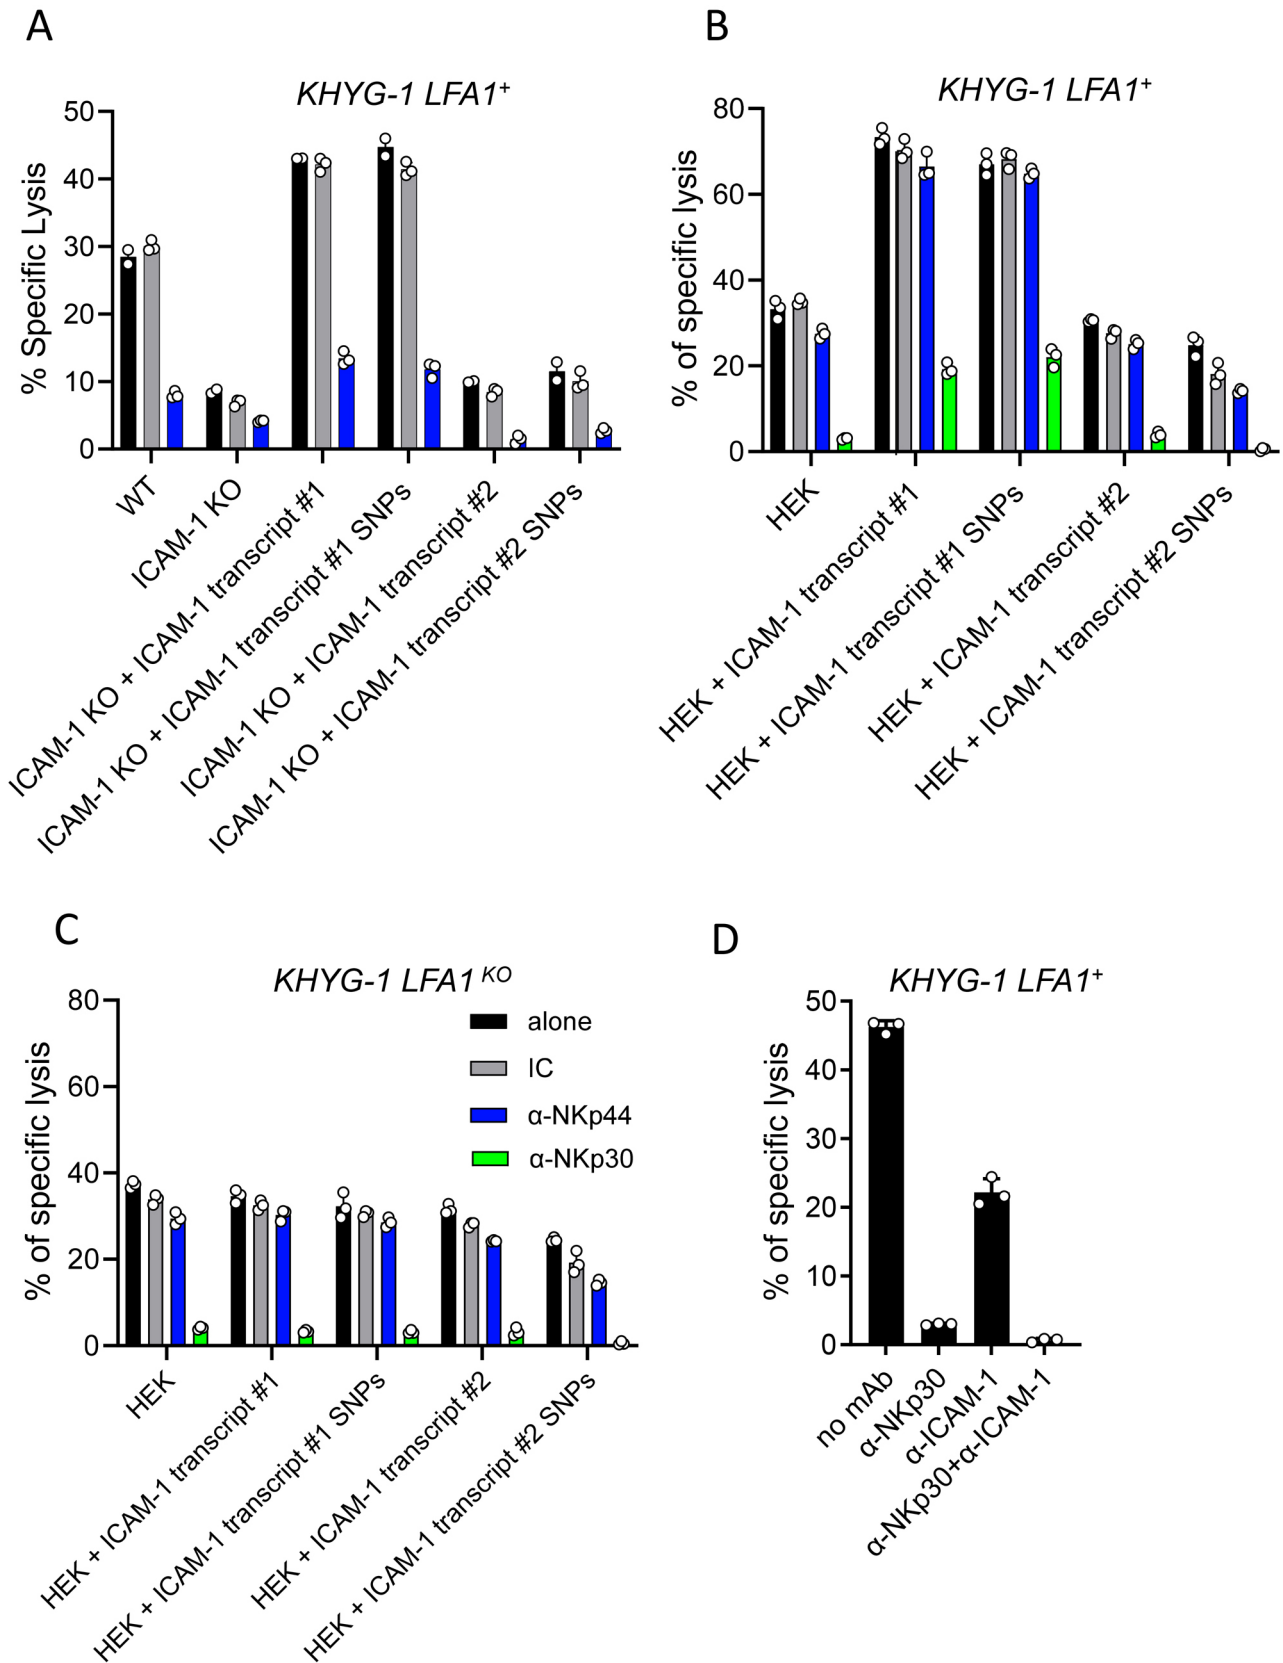 A
KHYG-1 LFA1⁺
% Specific Lysis
50
40
30
20
10
0
WT
ICAM-1 KO
ICAM-1 KO + ICAM-1 transcript #1
ICAM-1 KO + ICAM-1 transcript #1 SNPs
ICAM-1 KO + ICAM-1 transcript #2
ICAM-1 KO + ICAM-1 transcript #2 SNPs
B
KHYG-1 LFA1⁺
% of specific lysis
80
60
40
20
0
HEK
HEK + ICAM-1 transcript #1
HEK + ICAM-1 transcript #1 SNPs
HEK + ICAM-1 transcript #2
HEK + ICAM-1 transcript #2 SNPs
C
KHYG-1 LFA1 ᴷᴼ
% of specific lysis
80
60
40
20
0
alone
IC
α-NKp44
α-NKp30
HEK
HEK + ICAM-1 transcript #1
HEK + ICAM-1 transcript #1 SNPs
HEK + ICAM-1 transcript #2
HEK + ICAM-1 transcript #2 SNPs
D
KHYG-1 LFA1⁺
% of specific lysis
50
40
30
20
10
0
no mAb
α-NKp30
α-ICAM-1
α-NKp30+α-ICAM-1